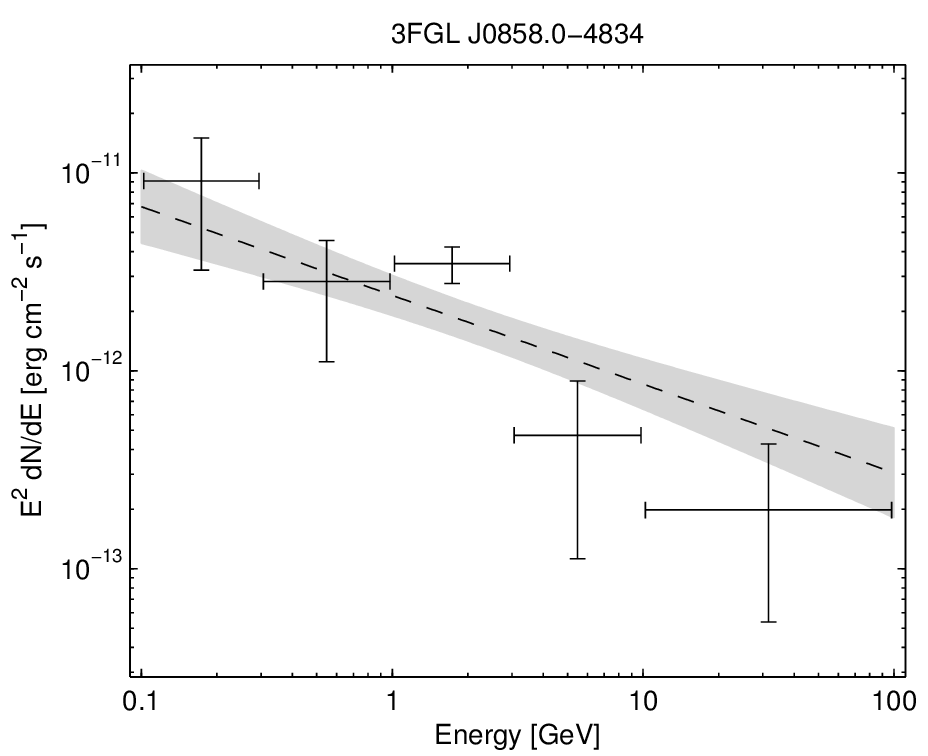 3FGL J0858.0−4834
10⁻¹¹
10⁻¹²
10⁻¹³
E² dN/dE [erg cm⁻² s⁻¹]
0.1 1 10 100
Energy [GeV]